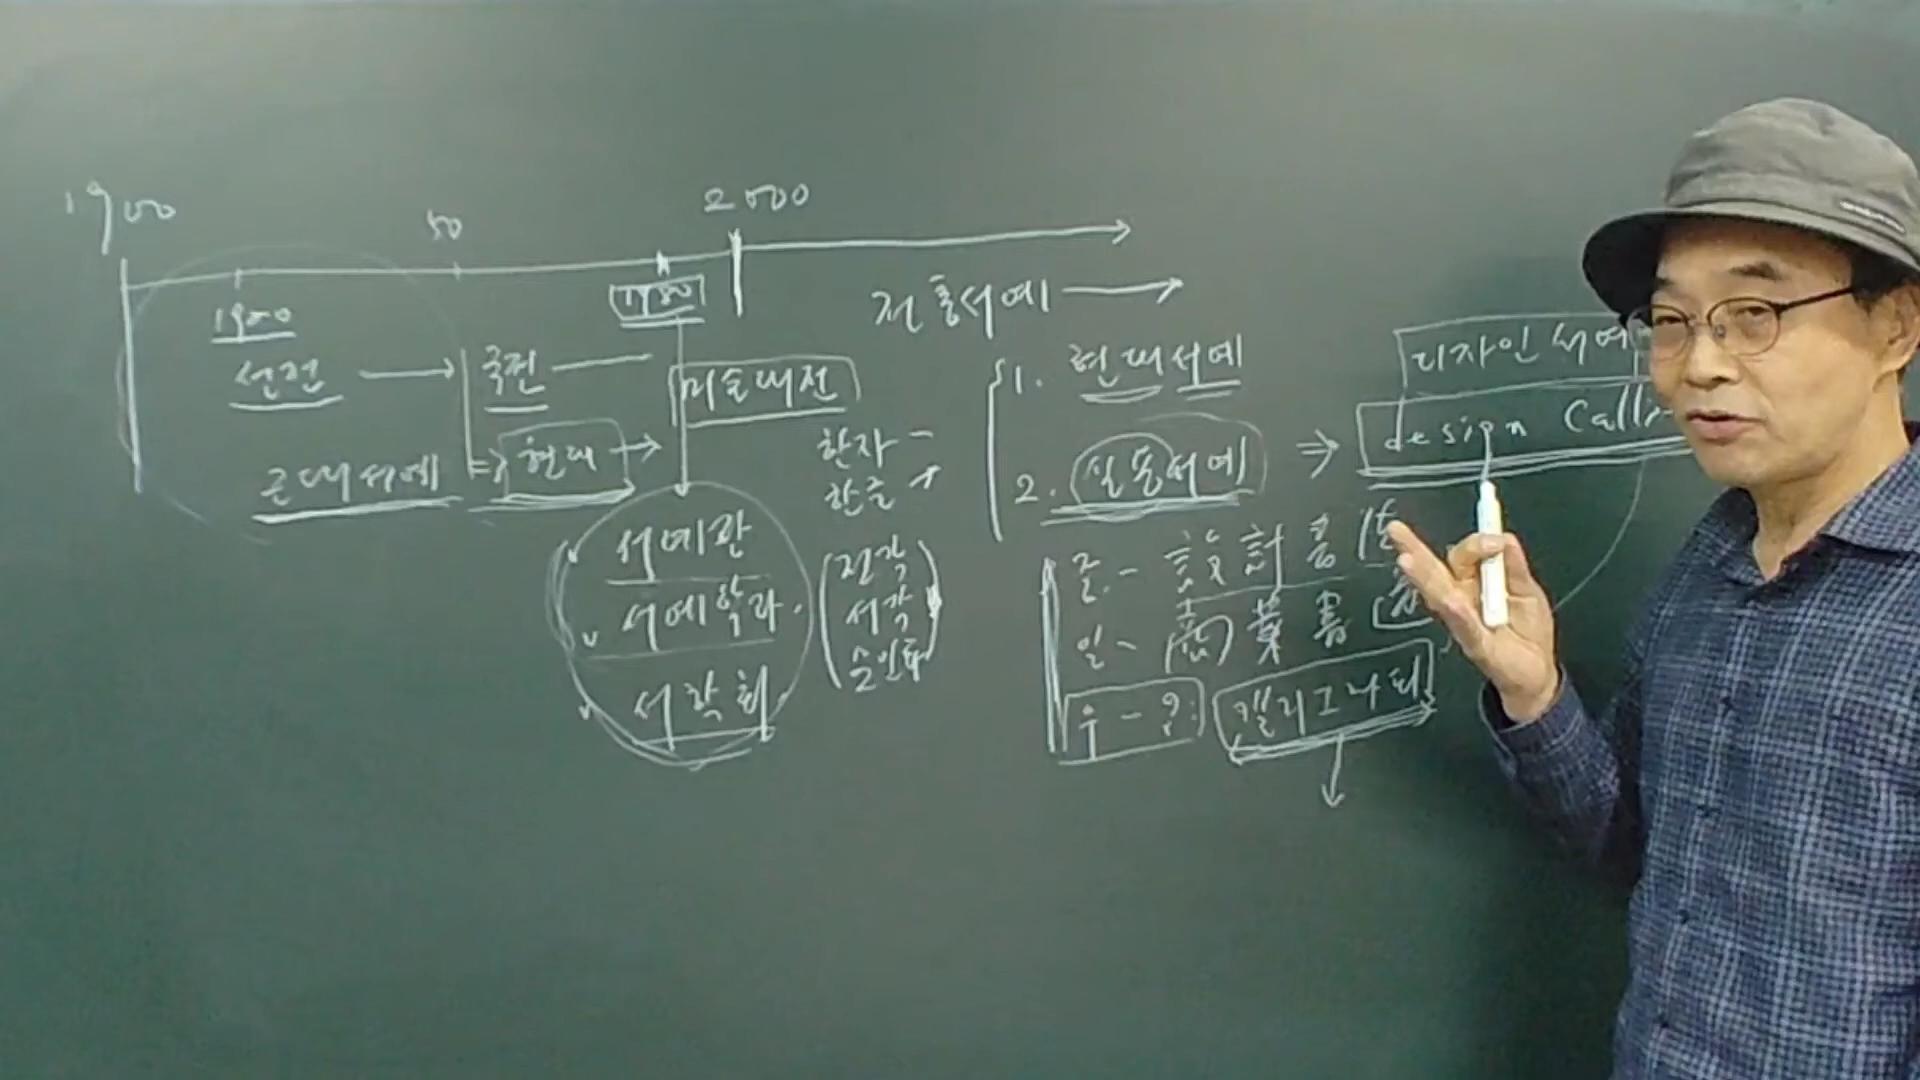 1900 50 2000
1900 1980
전통서예
선전 국전 미술대전
근대서예 현대
한자
한글
서예관
서예학과
서학회
전각
서각
1. 현대서예
2. 실용서예
디자인서예
design Calli
중 - 設計書法
일 - 商業書
우 - 인: 캘리그라피